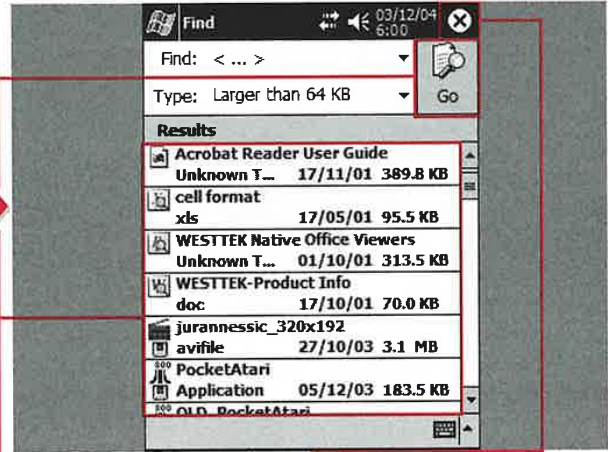 Find 03/12/04
6:00
Find: < ... >
Type: Larger than 64 KB Go
Results
Acrobat Reader User Guide
Unknown T... 17/11/01 389.8 KB
cell format
xls 17/05/01 95.5 KB
WESTTEK Native Office Viewers
Unknown T... 01/10/01 313.5 KB
WESTTEK-Product Info
doc 17/10/01 70.0 KB
jurannessic_320x192
avifile 27/10/03 3.1 MB
PocketAtari
Application 05/12/03 183.5 KB
OLD_PocketAtari